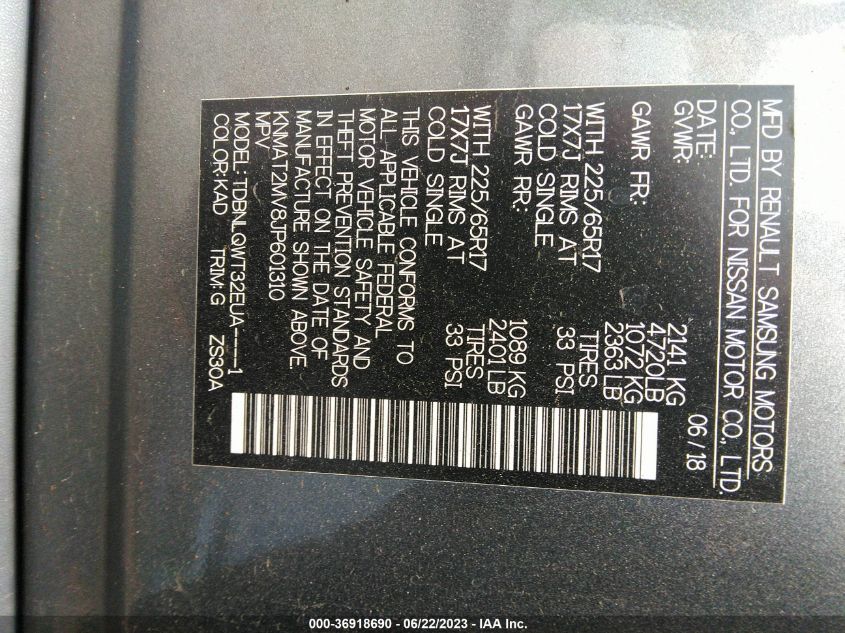 MFD BY RENAULT SAMSUNG MOTORS
CO., LTD. FOR NISSAN MOTOR CO., LTD.
DATE: 06 / 18
GVWR: 2141 KG
4720LB
GAWR FR: 1072 KG
2363 LB
WITH 225/65R17 TIRES
17X7J RIMS AT 33 PSI
COLD SINGLE
GAWR RR: 1089 KG
2401 LB
WITH 225/65R17 TIRES
17X7J RIMS AT 33 PSI
COLD SINGLE
THIS VEHICLE CONFORMS TO
ALL APPLICABLE FEDERAL
MOTOR VEHICLE SAFETY AND
THEFT PREVENTION STANDARDS
IN EFFECT ON THE DATE OF
MANUFACTURE SHOWN ABOVE.
KNMAT2MV8JP601310
MPV
MODEL: TDBNLQWT32EUA----1
COLOR:KAD TRIM:G ZS30A
000-36918690 - 06/22/2023 - IAA Inc.